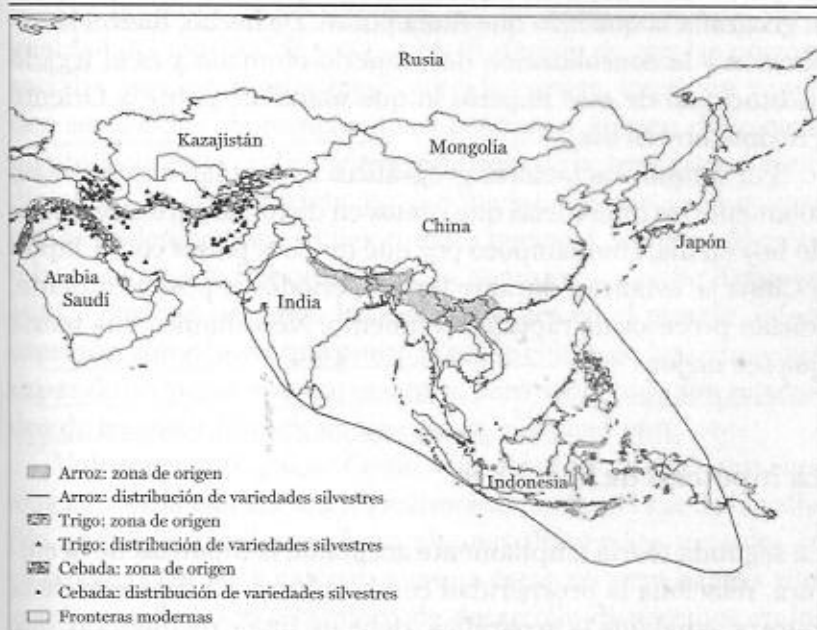 Rusia
Kazajistán
Mongolia
China
Japón
Arabia
Saudí
India
Indonesia
Arroz: zona de origen
Arroz: distribución de variedades silvestres
Trigo: zona de origen
Trigo: distribución de variedades silvestres
Cebada: zona de origen
Cebada: distribución de variedades silvestres
Fronteras modernas